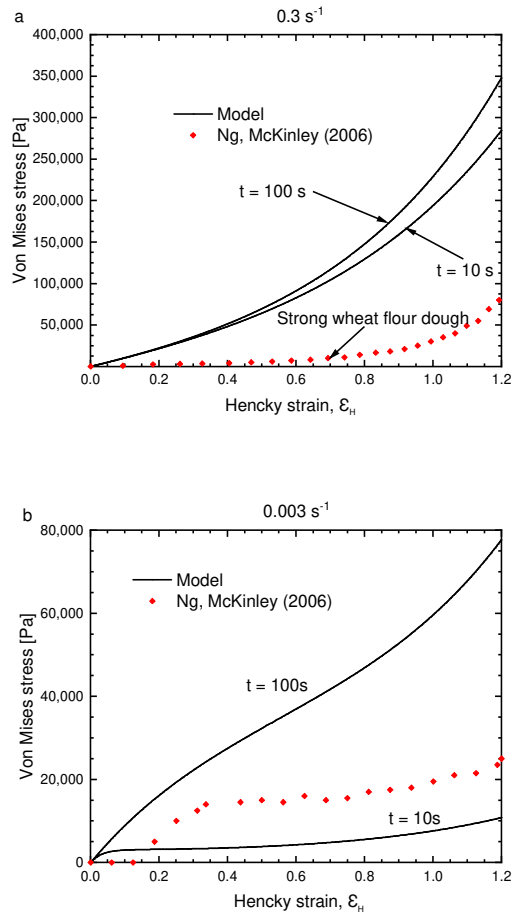 a
0.3 s⁻¹
400,000
350,000
300,000
250,000
200,000
150,000
100,000
50,000
0
Von Mises stress [Pa]
Model
Ng, McKinley (2006)
t = 100 s
t = 10 s
Strong wheat flour dough
0.0 0.2 0.4 0.6 0.8 1.0 1.2
Hencky strain, ℇH
b
0.003 s⁻¹
80,000
60,000
40,000
20,000
0
Von Mises stress [Pa]
Model
Ng, McKinley (2006)
t = 100s
t = 10s
0.0 0.2 0.4 0.6 0.8 1.0 1.2
Hencky strain, ℇH